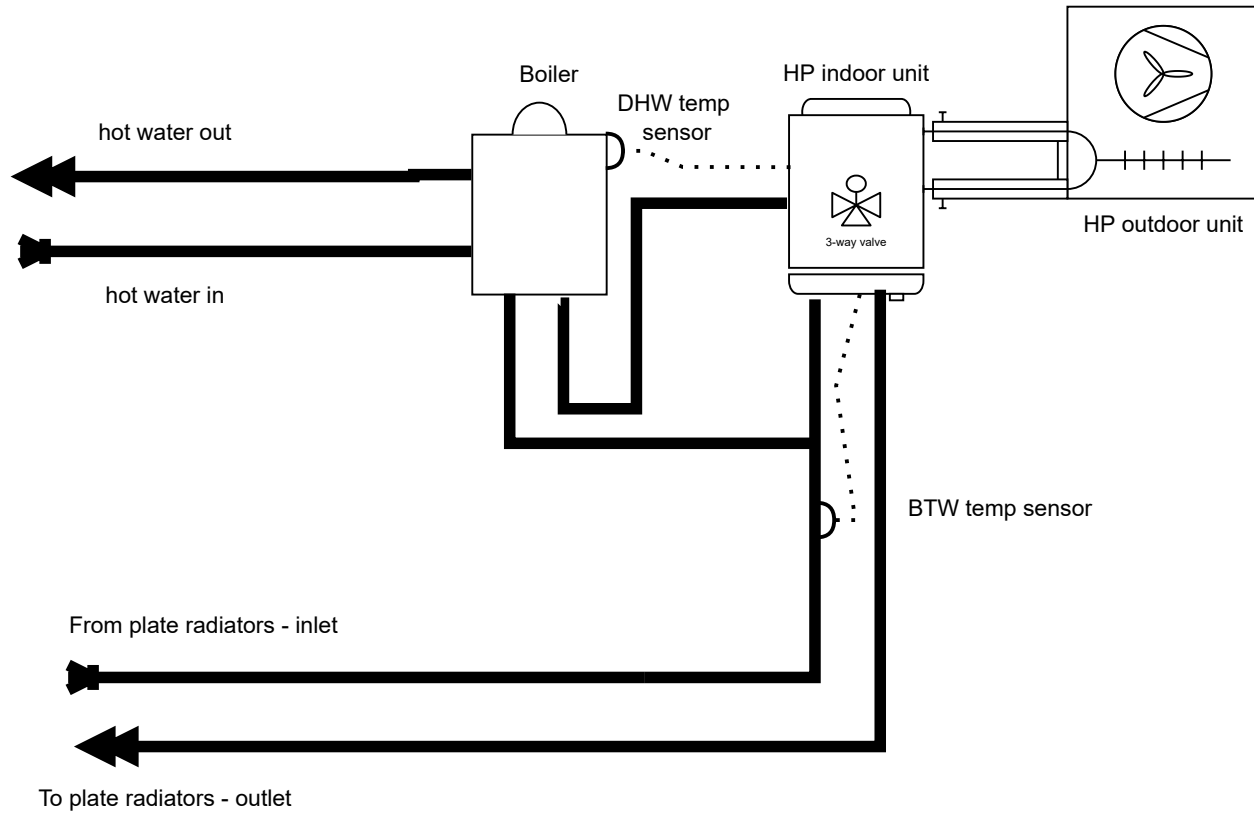 Boiler
HP indoor unit
DHW temp
sensor
hot water out
3-way valve
HP outdoor unit
hot water in
BTW temp sensor
From plate radiators - inlet
To plate radiators - outlet